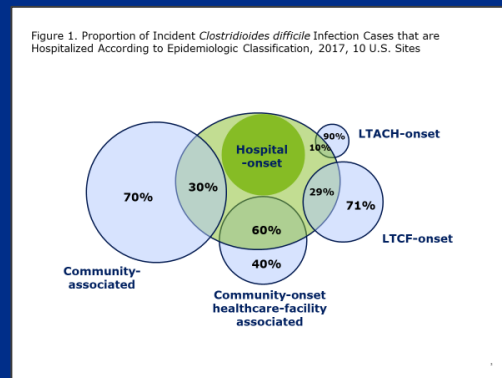 Figure 1. Proportion of Incident Clostridioides difficile Infection Cases that are
Hospitalized According to Epidemiologic Classification, 2017, 10 U.S. Sites
90%
LTACH-onset
10%
Hospital
-onset
70%
30%
29%
71%
60%
LTCF-onset
40%
Community-
associated
Community-onset
healthcare-facility
associated